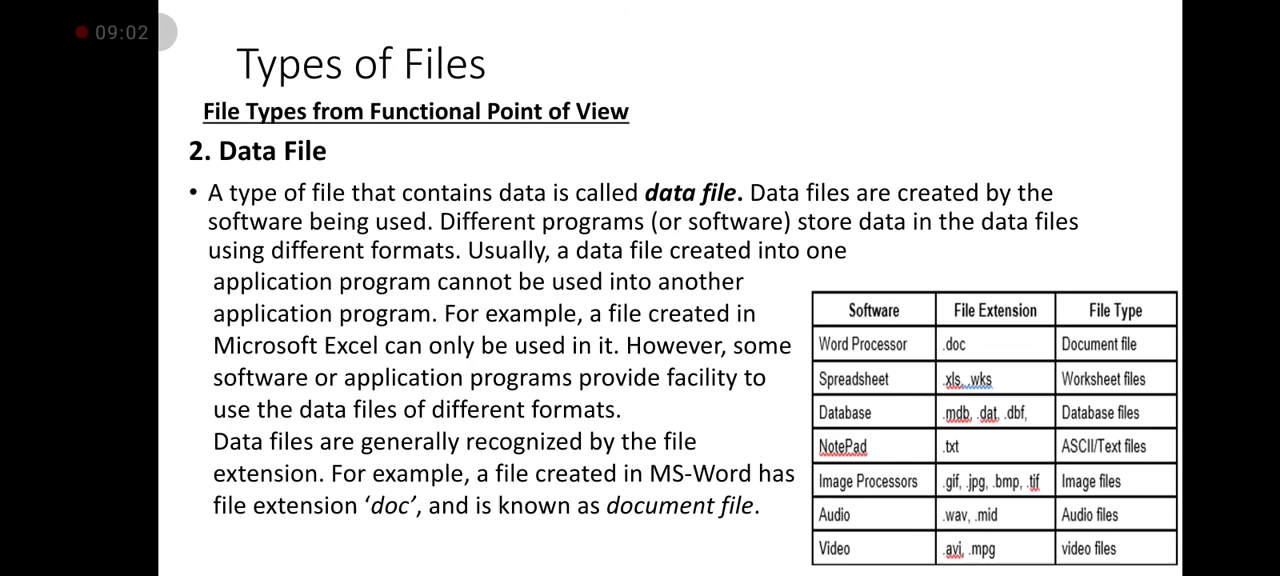 09:02
Types of Files
File Types from Functional Point of View
2. Data File
• A type of file that contains data is called data file. Data files are created by the
software being used. Different programs (or software) store data in the data files
using different formats. Usually, a data file created into one
application program cannot be used into another
application program. For example, a file created in
Microsoft Excel can only be used in it. However, some
software or application programs provide facility to
use the data files of different formats.
Data files are generally recognized by the file
extension. For example, a file created in MS-Word has
file extension ‘doc’, and is known as document file.
Software File Extension File Type
Word Processor .doc Document file
Spreadsheet .xls, .wks Worksheet files
Database .mdb, .dat, .dbf, Database files
NotePad .txt ASCII/Text files
Image Processors .gif, .jpg, .bmp, .tif Image files
Audio .wav, .mid Audio files
Video .avi, .mpg video files